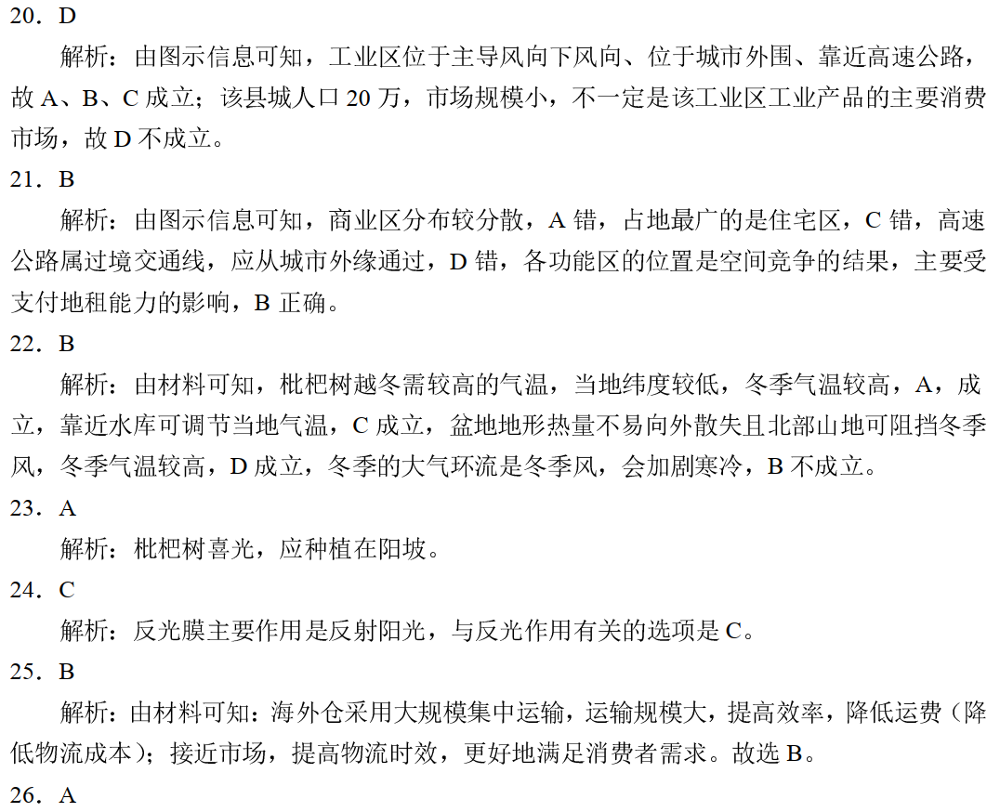 20．D
解析：由图示信息可知，工业区位于主导风向下风向、位于城市外围、靠近高速公路，
故 A、B、C 成立；该县城人口 20 万，市场规模小，不一定是该工业区工业产品的主要消费
市场，故 D 不成立。
21．B
解析：由图示信息可知，商业区分布较分散，A 错，占地最广的是住宅区，C 错，高速
公路属过境交通线，应从城市外缘通过，D 错，各功能区的位置是空间竞争的结果，主要受
支付地租能力的影响，B 正确。
22．B
解析：由材料可知，枇杷树越冬需较高的气温，当地纬度较低，冬季气温较高，A，成
立，靠近水库可调节当地气温，C 成立，盆地地形热量不易向外散失且北部山地可阻挡冬季
风，冬季气温较高，D 成立，冬季的大气环流是冬季风，会加剧寒冷，B 不成立。
23．A
解析：枇杷树喜光，应种植在阳坡。
24．C
解析：反光膜主要作用是反射阳光，与反光作用有关的选项是 C。
25．B
解析：由材料可知：海外仓采用大规模集中运输，运输规模大，提高效率，降低运费（降
低物流成本）；接近市场，提高物流时效，更好地满足消费者需求。故选 B。
26．A